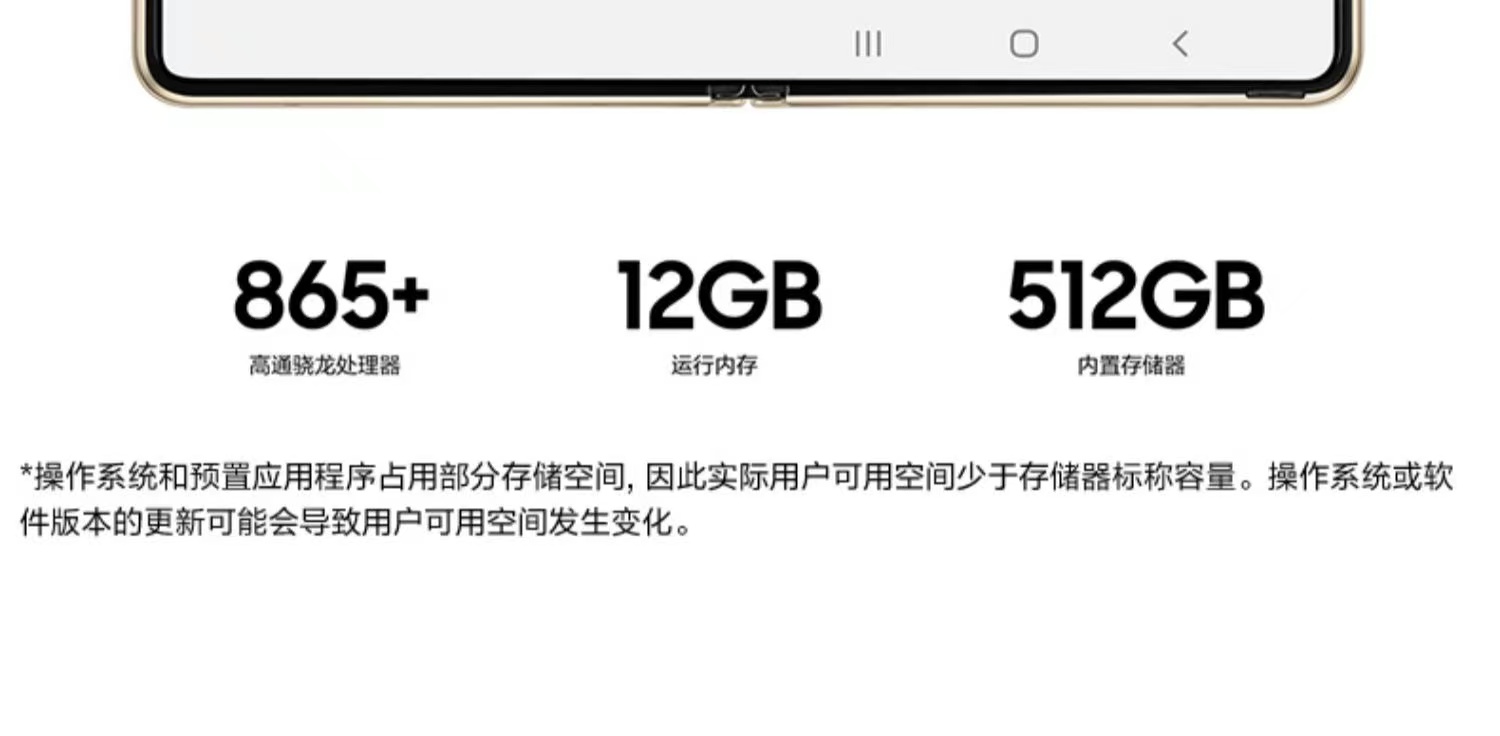 865+
12GB
512GB
高通骁龙处理器
运行内存
内置存储器
*操作系统和预置应用程序占用部分存储空间, 因此实际用户可用空间少于存储器标称容量。操作系统或软
件版本的更新可能会导致用户可用空间发生变化。